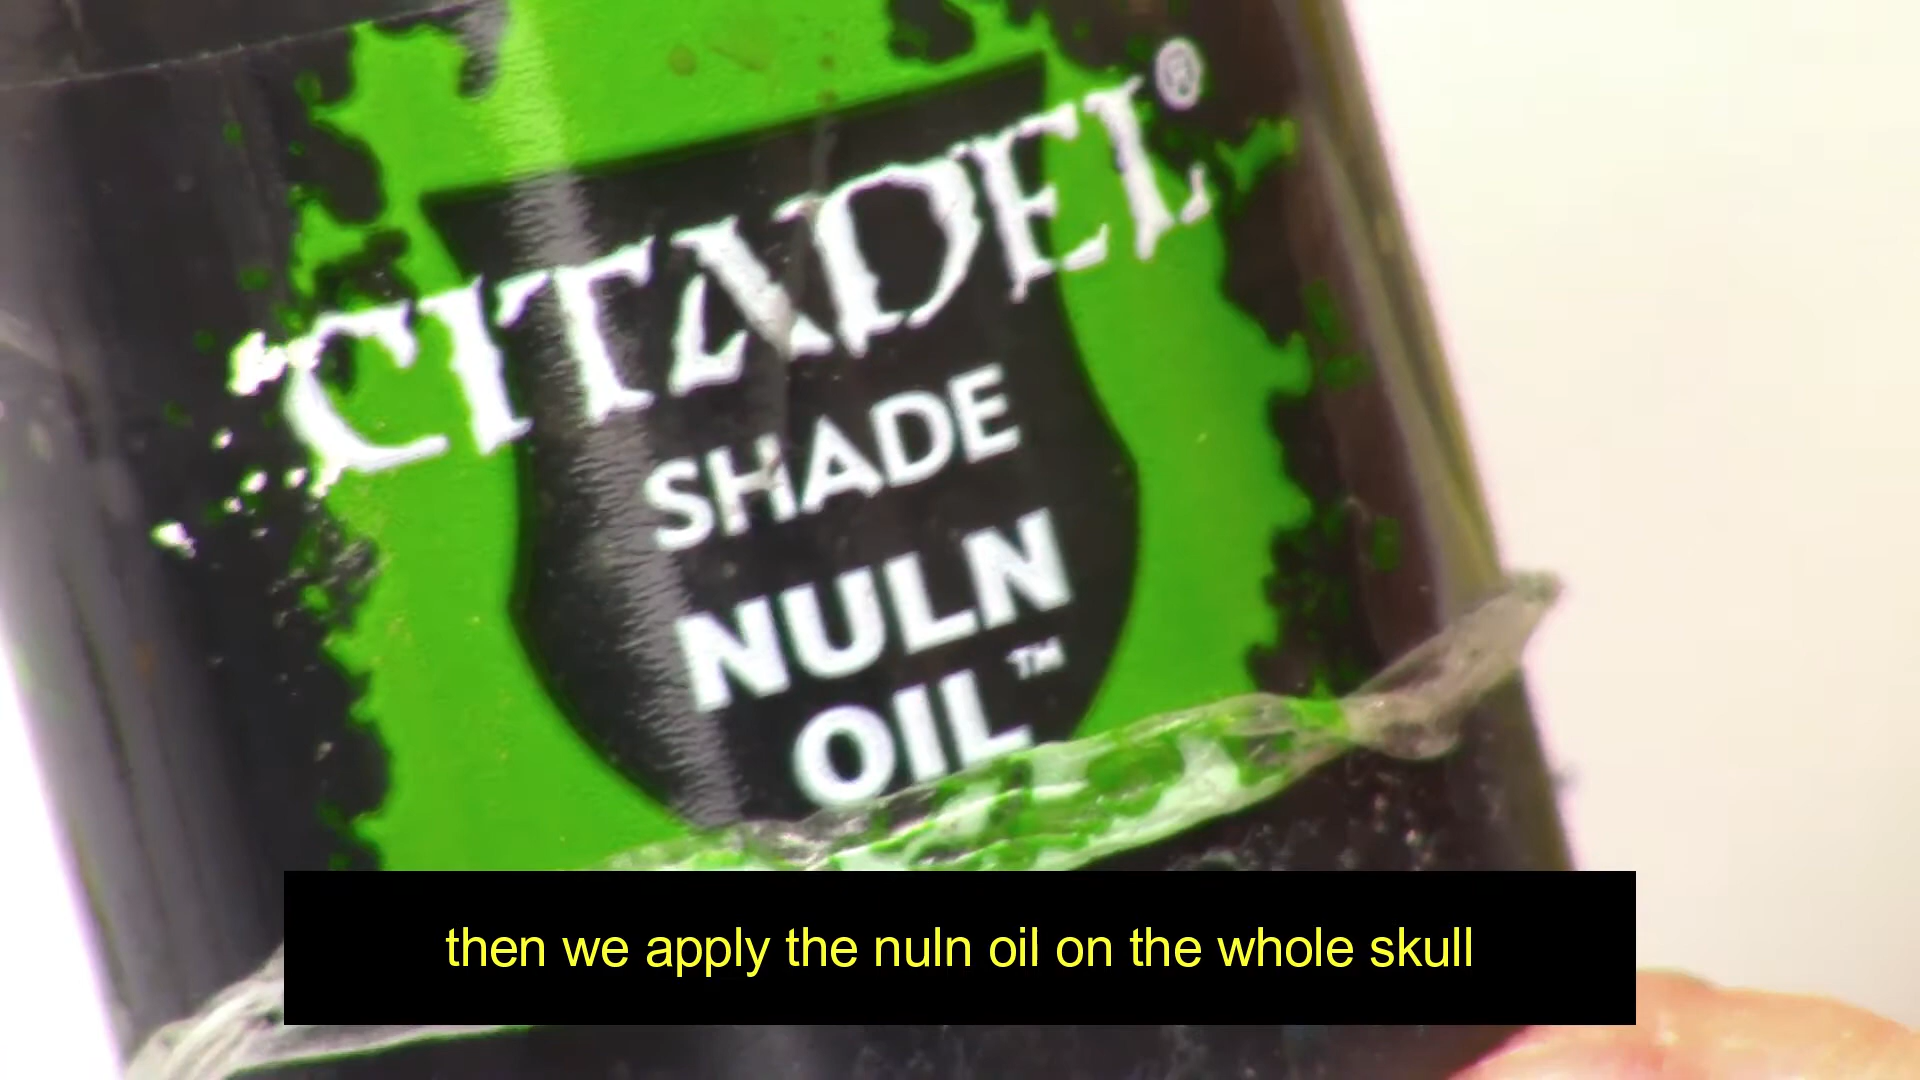 CITADEL®
SHADE
NULN
OIL™
then we apply the nuln oil on the whole skull